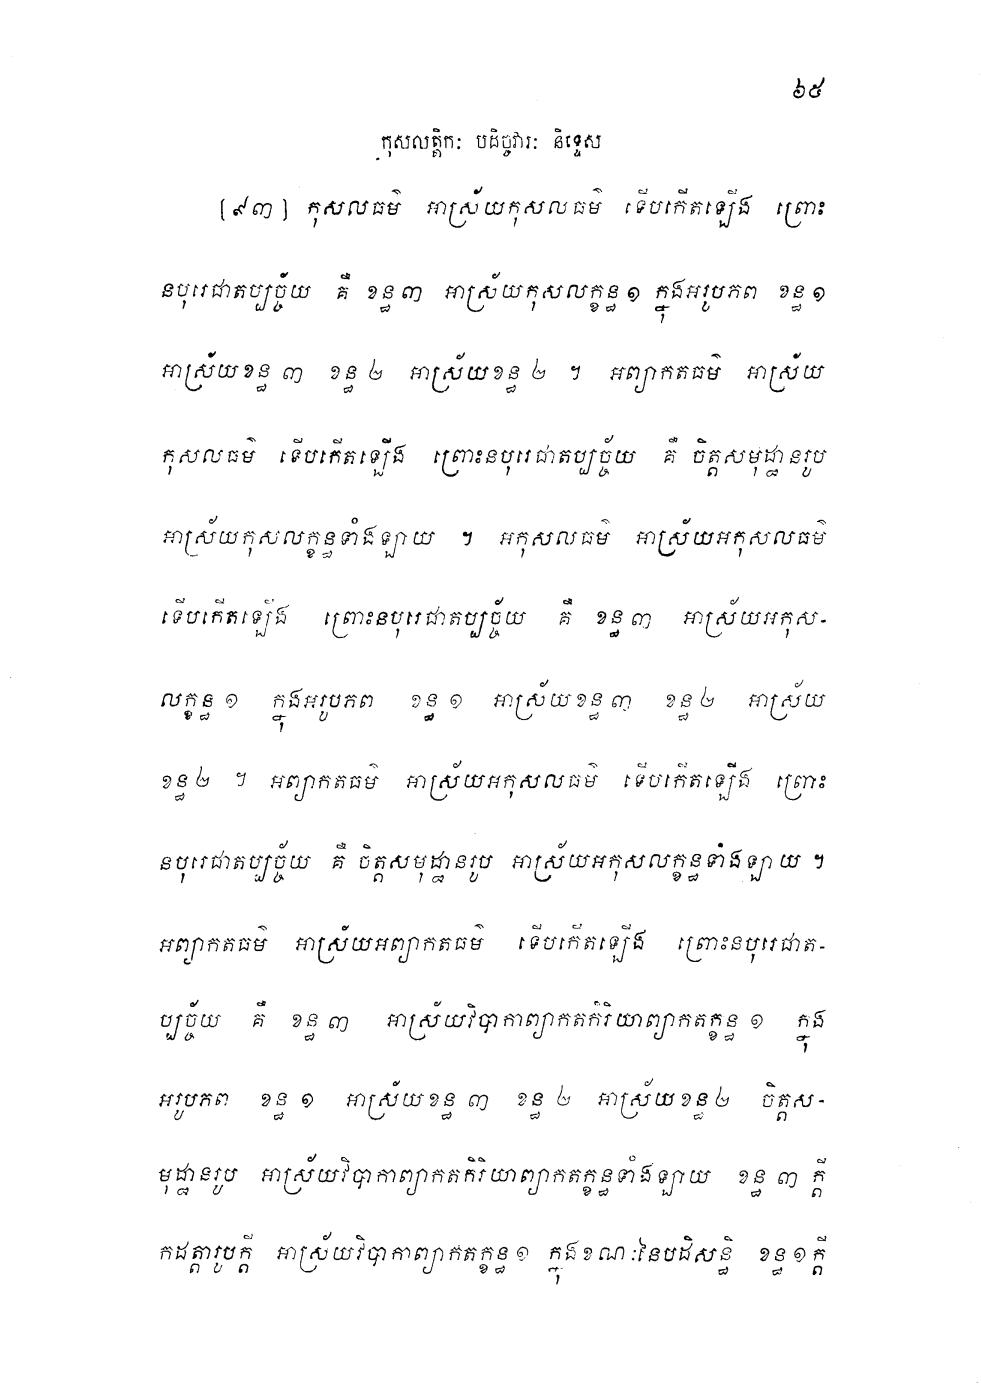 ៦៥
កុសលត្តិកៈ បដិច្ចវារៈ និទ្ទេស
[៩៣] កុសលធម៌ អាស្រ័យកុសលធម៌ ទើបកើតឡើង ព្រោះ
នបុរេជាតប្បច្ច័យ គឺ ខន្ធ៣ អាស្រ័យកុសលក្ខន្ធ១ ក្នុងអរូបភព ខន្ធ១
អាស្រ័យខន្ធ ៣ ខន្ធ ២ អាស្រ័យខន្ធ ២ ។ អព្យាកតធម៌ អាស្រ័យ
កុសលធម៌ ទើបកើតឡើង ព្រោះនបុរេជាតប្បច្ច័យ គឺ ចិត្តសមុដ្ឋានរូប
អាស្រ័យកុសលក្ខន្ធទាំងឡាយ ។ អកុសលធម៌ អាស្រ័យអកុសលធម៌
ទើបកើតឡើង ព្រោះនបុរេជាតប្បច្ច័យ គឺ ខន្ធ ៣ អាស្រ័យអកុស-
លក្ខន្ធ ១ ក្នុងអរូបភព ខន្ធ ១ អាស្រ័យខន្ធ ៣ ខន្ធ ២ អាស្រ័យ
ខន្ធ ២ ។ អព្យាកតធម៌ អាស្រ័យអកុសលធម៌ ទើបកើតឡើង ព្រោះ
នបុរេជាតប្បច្ច័យ គឺ ចិត្តសមុដ្ឋានរូប អាស្រ័យអកុសលក្ខន្ធទាំងឡាយ ។
អព្យាកតធម៌ អាស្រ័យអព្យាកតធម៌ ទើបកើតឡើង ព្រោះនបុរេជាត-
ប្បច្ច័យ គឺ ខន្ធ ៣ អាស្រ័យវិបាកាព្យាកតកិរិយាព្យាកតក្ខន្ធ ១ ក្នុង
អរូបភព ខន្ធ ១ អាស្រ័យខន្ធ ៣ ខន្ធ ២ អាស្រ័យខន្ធ ២ ចិត្តស-
មុដ្ឋានរូប អាស្រ័យវិបាកាព្យាកតកិរិយាព្យាកតក្ខន្ធទាំងឡាយ ខន្ធ ៣ ក្តី
កដត្តារូបក្តី អាស្រ័យវិបាកាព្យាកតក្ខន្ធ១ ក្នុងខណៈនៃបដិសន្ធិ ខន្ធ១ក្តី